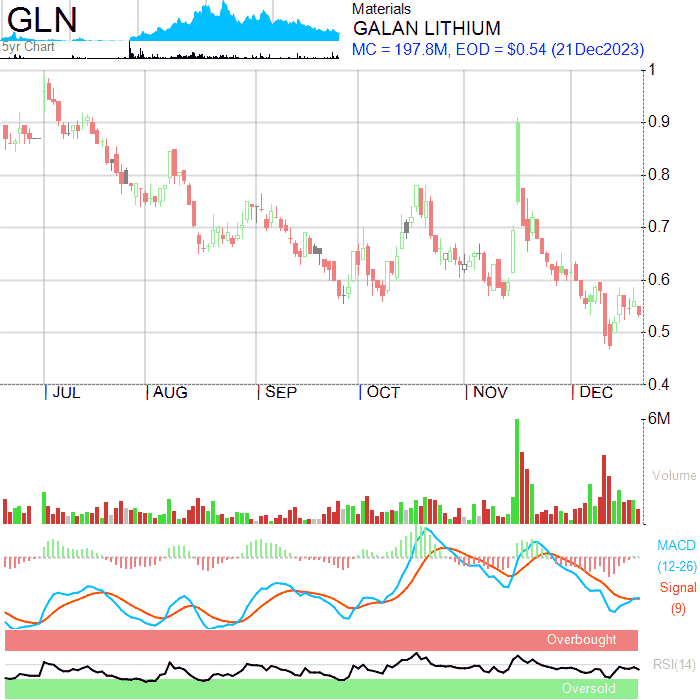 GLN
5yr Chart
Materials
GALAN LITHIUM
MC = 197.8M, EOD = $0.54 (21Dec2023)
1
0.9
0.8
0.7
0.6
0.5
0.4
JUL AUG SEP OCT NOV DEC
6M
Volume
MACD
(12-26)
Signal
(9)
Overbought
RSI(14)
Oversold